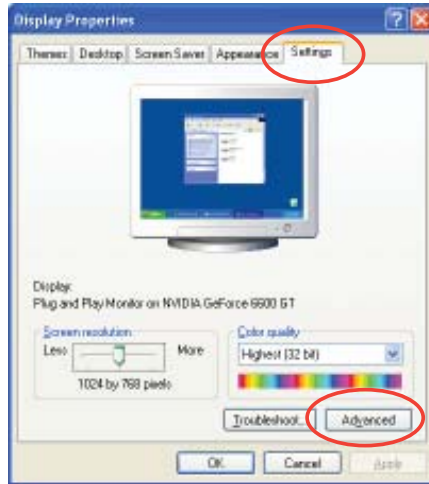 Display Properties
Themes Desktop Screen Saver Appearance Settings
Display:
Plug and Play Monitor on NVIDIA GeForce 6600 GT
Screen resolution
Less More
1024 by 768 pixels
Color quality
Highest (32 bit)
Troubleshoot... Advanced
OK Cancel Apply